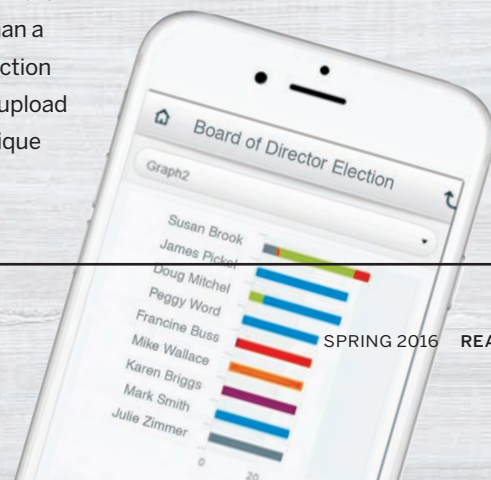 an a
ction
upload
ique
Board of Director Election
Graph2
Susan Brook
James Pickel
Doug Mitchel
Peggy Word
Francine Buss
Mike Wallace
Karen Briggs
Mark Smith
Julie Zimmer
0
20
SPRING 2016 REA